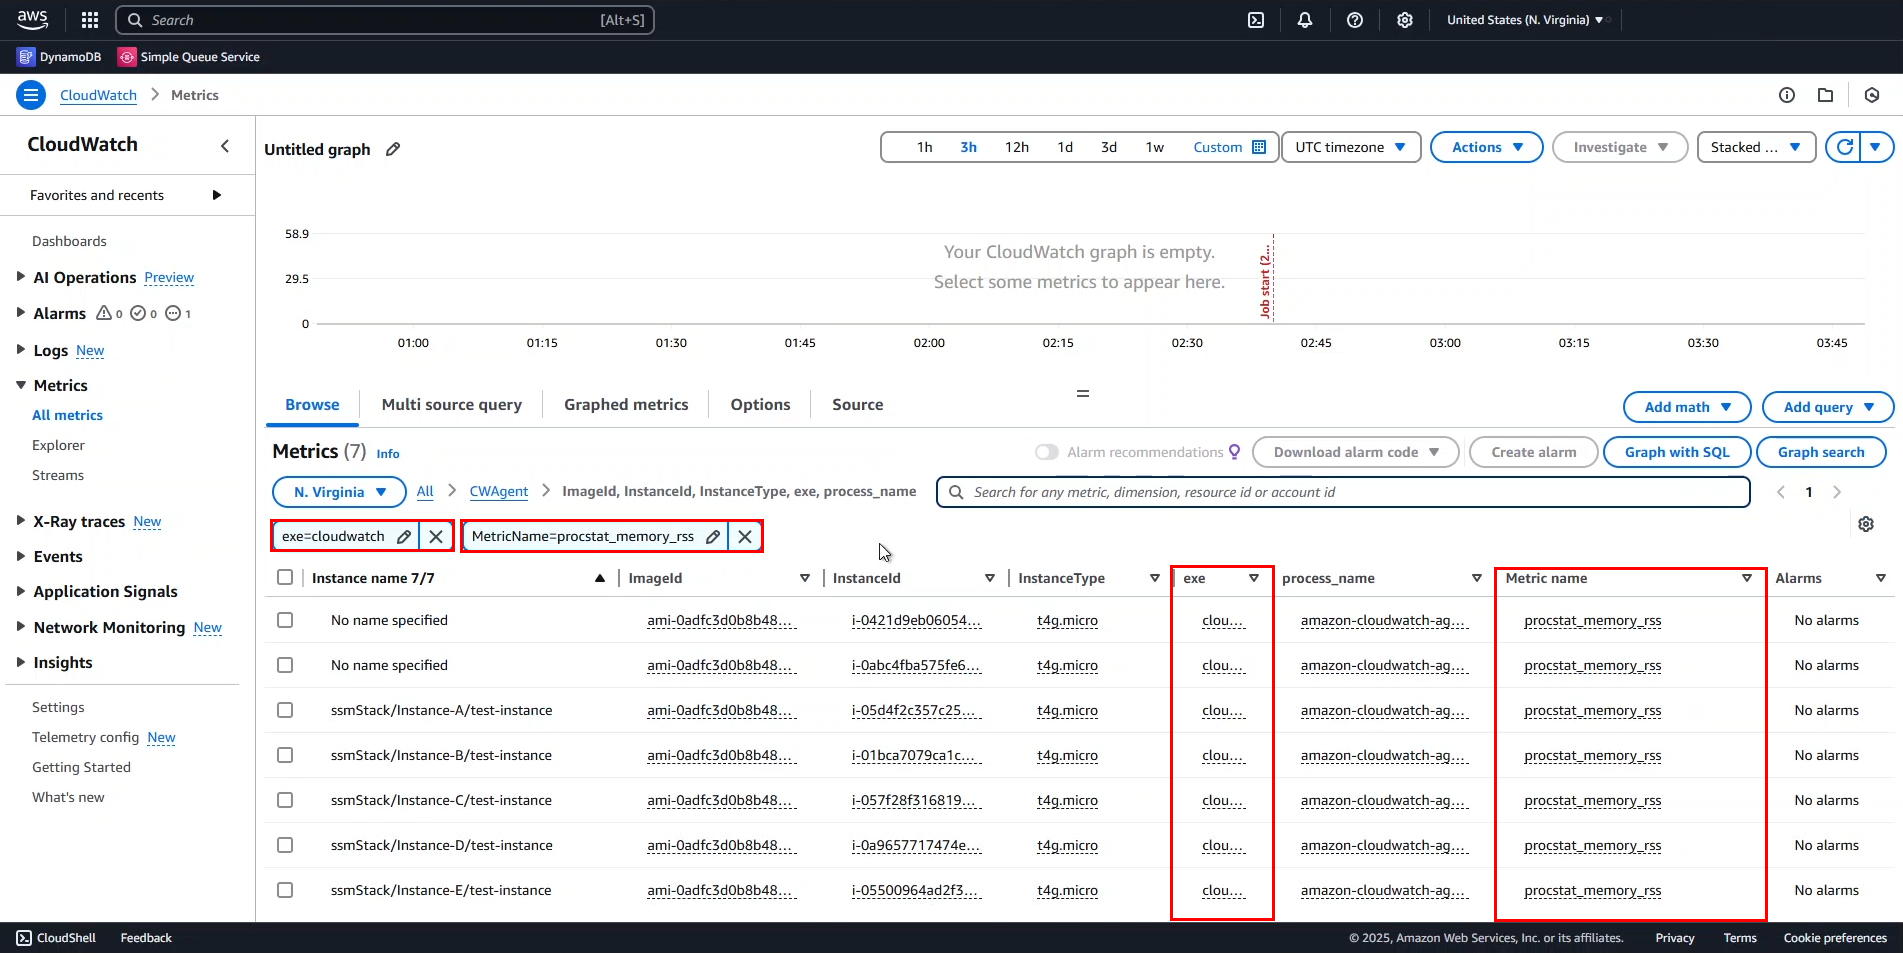 aws
Search [Alt+S]
United States (N. Virginia)
DynamoDB Simple Queue Service
CloudWatch Metrics
CloudWatch
Favorites and recents
Dashboards
AI Operations Preview
Alarms 0 0 1
Logs New
Metrics
All metrics
Explorer
Streams
X-Ray traces New
Events
Application Signals
Network Monitoring New
Insights
Settings
Telemetry config New
Getting Started
What's new
Untitled graph
1h 3h 12h 1d 3d 1w Custom UTC timezone Actions Investigate Stacked ...
58.9
29.5
0
Your CloudWatch graph is empty.
Select some metrics to appear here.
Job start (2...
01:00 01:15 01:30 01:45 02:00 02:15 02:30 02:45 03:00 03:15 03:30 03:45
Browse Multi source query Graphed metrics Options Source
Add math Add query
Metrics (7) Info
Alarm recommendations Download alarm code Create alarm Graph with SQL Graph search
N. Virginia All CWAgent ImageId, InstanceId, InstanceType, exe, process_name
Search for any metric, dimension, resource id or account id
1
exe=cloudwatch MetricName=procstat_memory_rss
Instance name 7/7 ImageId InstanceId InstanceType exe process_name Metric name Alarms
No name specified ami-0adfc3d0b8b48... i-0421d9eb06054... t4g.micro clou... amazon-cloudwatch-ag... procstat_memory_rss No alarms
No name specified ami-0adfc3d0b8b48... i-0abc4fba575fe6... t4g.micro clou... amazon-cloudwatch-ag... procstat_memory_rss No alarms
ssmStack/Instance-A/test-instance ami-0adfc3d0b8b48... i-05d4f2c357c25... t4g.micro clou... amazon-cloudwatch-ag... procstat_memory_rss No alarms
ssmStack/Instance-B/test-instance ami-0adfc3d0b8b48... i-01bca7079ca1c... t4g.micro clou... amazon-cloudwatch-ag... procstat_memory_rss No alarms
ssmStack/Instance-C/test-instance ami-0adfc3d0b8b48... i-057f28f316819... t4g.micro clou... amazon-cloudwatch-ag... procstat_memory_rss No alarms
ssmStack/Instance-D/test-instance ami-0adfc3d0b8b48... i-0a9657717474e... t4g.micro clou... amazon-cloudwatch-ag... procstat_memory_rss No alarms
ssmStack/Instance-E/test-instance ami-0adfc3d0b8b48... i-05500964ad2f3... t4g.micro clou... amazon-cloudwatch-ag... procstat_memory_rss No alarms
CloudShell Feedback © 2025, Amazon Web Services, Inc. or its affiliates. Privacy Terms Cookie preferences